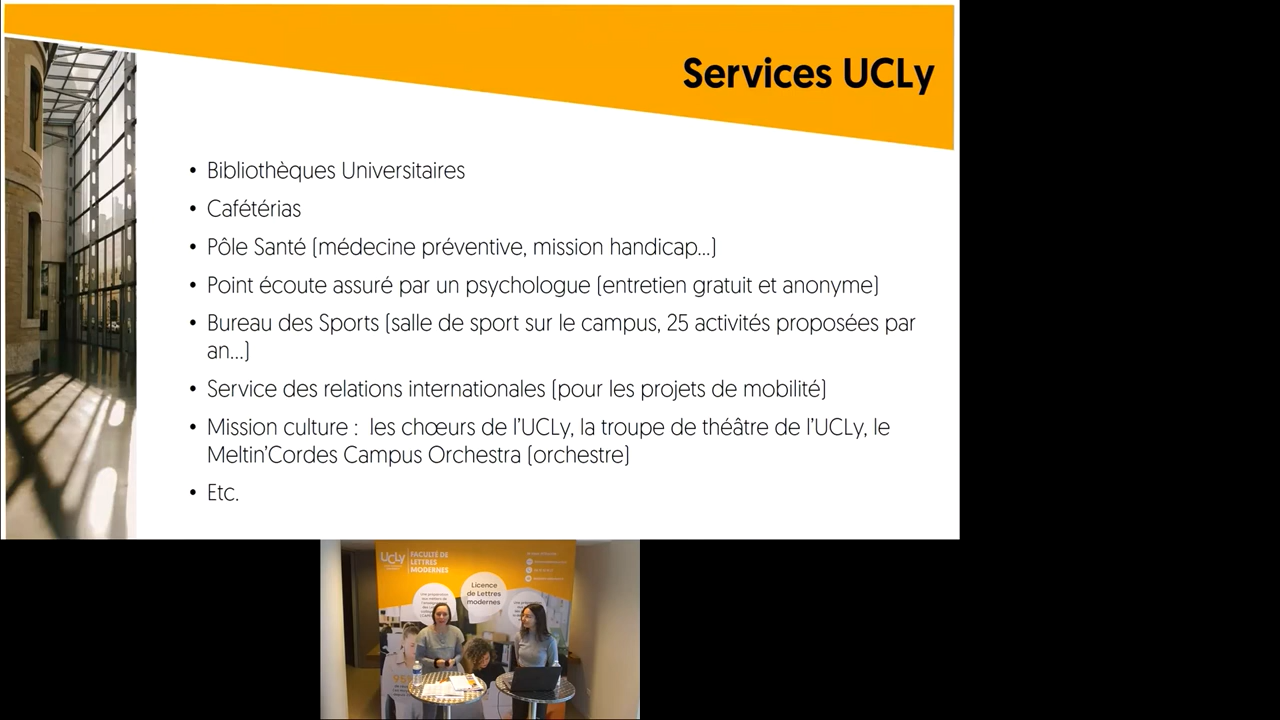 Services UCLy
• Bibliothèques Universitaires
• Cafétérias
• Pôle Santé (médecine préventive, mission handicap...)
• Point écoute assuré par un psychologue (entretien gratuit et anonyme)
• Bureau des Sports (salle de sport sur le campus, 25 activités proposées par
an...)
• Service des relations internationales (pour les projets de mobilité)
• Mission culture :  les chœurs de l'UCLy, la troupe de théâtre de l'UCLy, le
Meltin'Cordes Campus Orchestra (orchestre)
• Etc.
UCLy
FACULTÉ DE
LETTRES
MODERNES
Licence
de Lettres
modernes